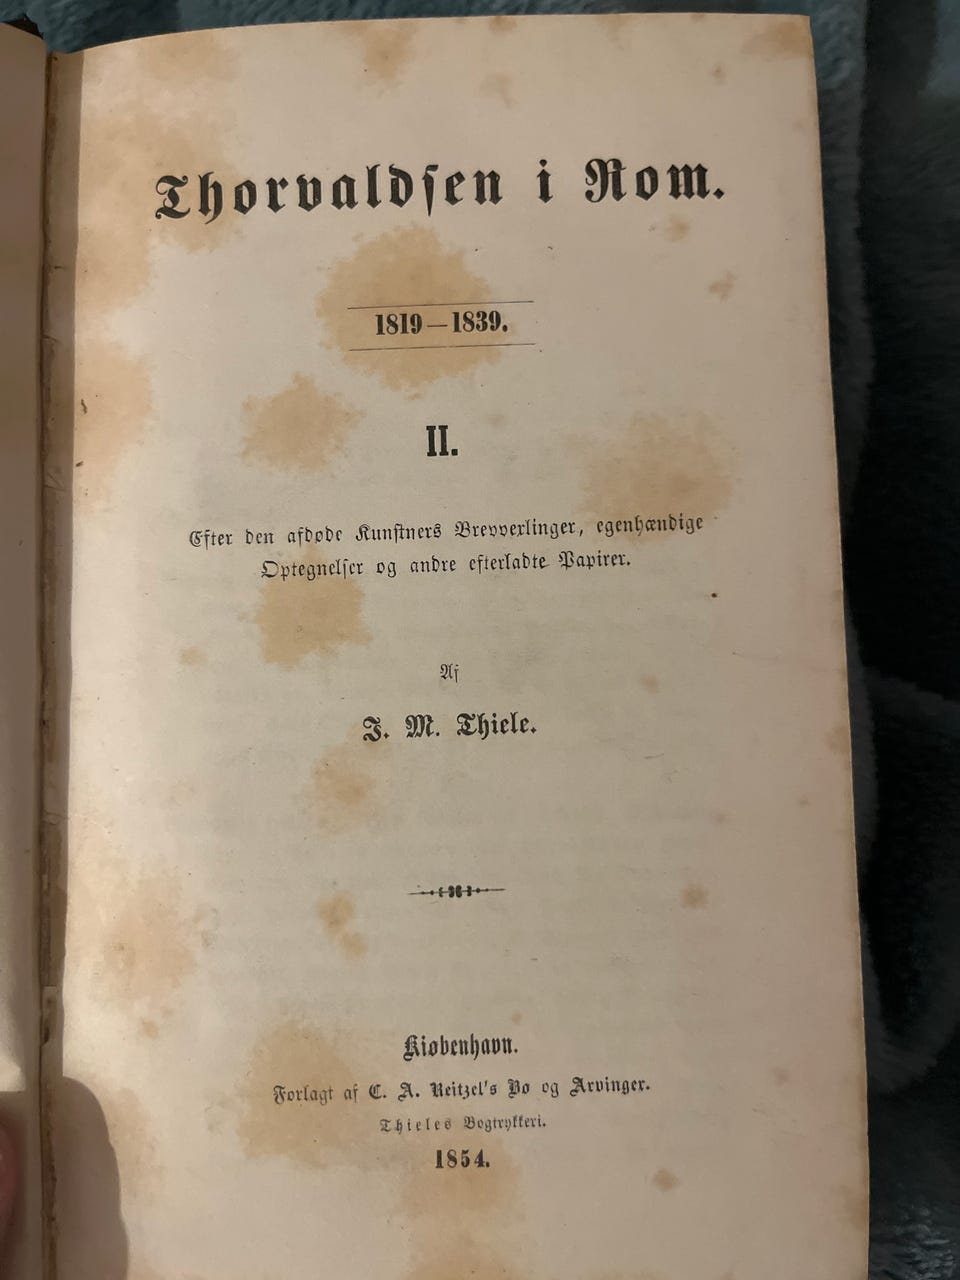 Thorvaldsen i Rom.
1819—1839.
II.
Efter den afdøde Kunstners Brevvexlinger, egenhændige
Optegnelser og andre efterladte Papirer.
Af
J. M. Thiele.
Kiøbenhavn.
Forlagt af C. A. Reitzel's Bo og Arvinger.
Thieles Bogtrykkeri.
1854.